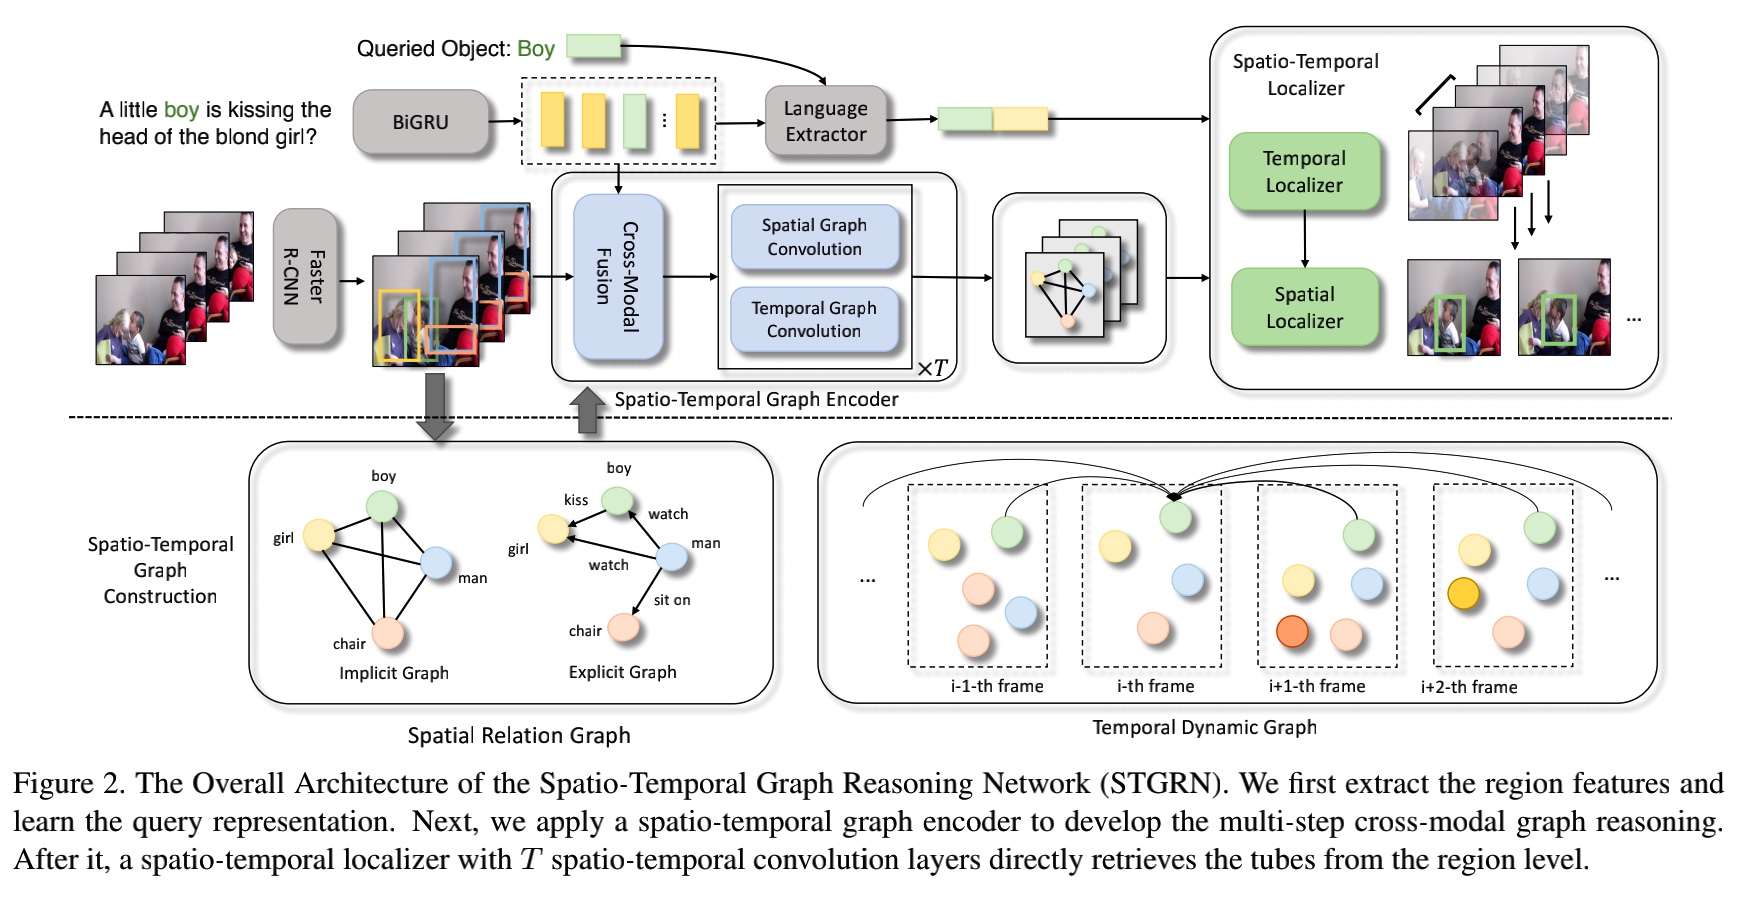 Queried Object: Boy
A little boy is kissing the
head of the blond girl?
BiGRU
...
Language
Extractor
Spatio-Temporal
Localizer
Temporal
Localizer
Spatial
Localizer
...
Faster
R-CNN
Cross-Modal
Fusion
Spatial Graph
Convolution
Temporal Graph
Convolution
×T
Spatio-Temporal Graph Encoder
Spatio-Temporal
Graph
Construction
boy
girl
man
chair
Implicit Graph
boy
kiss
watch
man
girl
watch
sit on
chair
Explicit Graph
Spatial Relation Graph
...
...
i-1-th frame
i-th frame
i+1-th frame
i+2-th frame
Temporal Dynamic Graph
Figure 2. The Overall Architecture of the Spatio-Temporal Graph Reasoning Network (STGRN). We first extract the region features and
learn the query representation. Next, we apply a spatio-temporal graph encoder to develop the multi-step cross-modal graph reasoning.
After it, a spatio-temporal localizer with T spatio-temporal convolution layers directly retrieves the tubes from the region level.